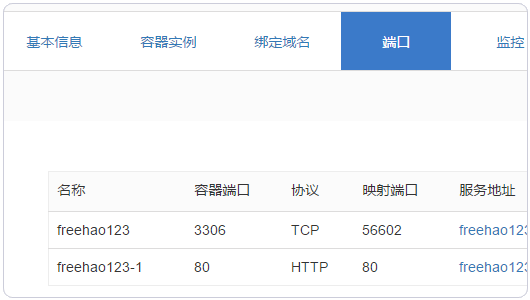 基本信息 容器实例 绑定域名 端口 监控
名称 容器端口 协议 映射端口 服务地址
freehao123 3306 TCP 56602 freehao123
freehao123-1 80 HTTP 80 freehao123